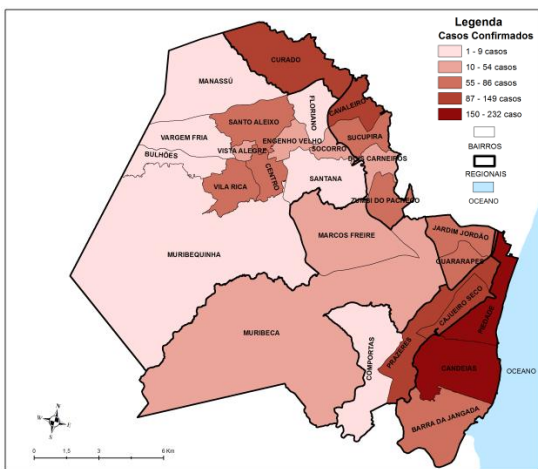 Legenda
Casos Confirmados
1 - 9 casos
10 - 54 casos
55 - 86 casos
87 - 149 casos
150 - 232 caso
BAIRROS
REGIONAIS
OCEANO
CURADO
MANASSÚ
FLORIANO
CAVALEIRO
SANTO ALEIXO
VARGEM FRIA
ENGENHO VELHO
SUCUPIRA
VISTA ALEGRE
SOCORRO
BULHÕES
DOIS CARNEIROS
CENTRO
SANTANA
VILA RICA
ZUMBI DO PACHECO
MARCOS FREIRE
JARDIM JORDÃO
MURIBEQUINHA
GUARARAPES
CAJUEIRO SECO
PIEDADE
MURIBECA
COMPORTAS
PRAZERES
CANDEIAS
OCEANO
BARRA DA JANGADA
N
W
E
S
0 1,5 3 6 Km